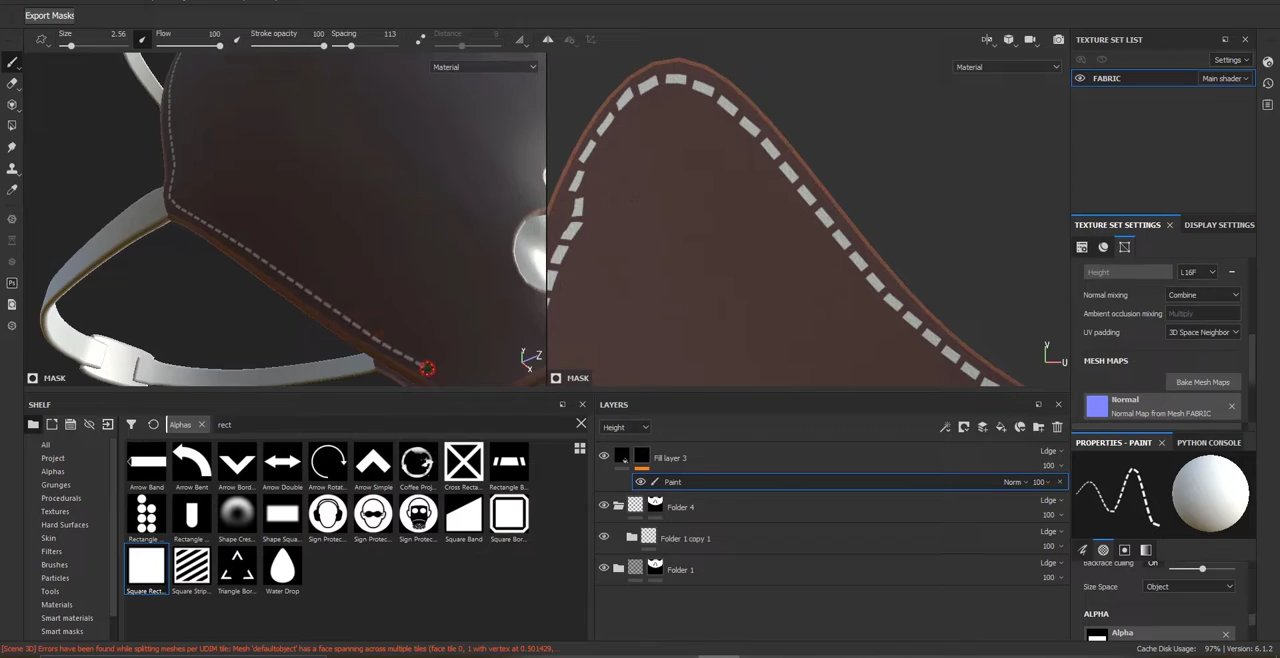 Export Masks
Size 2.56 Flow 100 Stroke opacity 100 Spacing 113 Distance 8
Material
Material
MASK
MASK
TEXTURE SET LIST
Settings
FABRIC Main shader
TEXTURE SET SETTINGS DISPLAY SETTINGS
Height L16F
Normal mixing Combine
Ambient occlusion mixing Multiply
UV padding 3D Space Neighbor
MESH MAPS
Bake Mesh Maps
Normal
Normal Map from Mesh FABRIC
SHELF
Alphas rect
All
Project
Alphas
Grunges
Procedurals
Textures
Hard Surfaces
Skin
Filters
Brushes
Particles
Tools
Materials
Smart materials
Smart masks
Arrow Band Arrow Bent Arrow Bord... Arrow Double Arrow Rotat... Arrow Simple Coffee Proj... Cross Recta... Rectangle B...
Rectangle ... Rectangle ... Shape Cres... Shape Squa... Sign Protec... Sign Protec... Sign Protec... Square Band Square Bor...
Square Rect... Square Strip... Triangle Bor... Water Drop
LAYERS
Height
Fill layer 3 Ldge 100
Paint Norm 100
Folder 4 Ldge 100
Folder 1 copy 1 Ldge 100
Folder 1 Ldge 100
PROPERTIES - PAINT PYTHON CONSOLE
Backface culling On
Size Space Object
ALPHA
Alpha
[Scene 3D] Errors have been found while splitting meshes per UDIM tile: Mesh 'defaultobject' has a face spanning across multiple tiles (face tile 0, 1 with vertex at 0.501429, ...
Cache Disk Usage: 97% | Version: 6.1.2